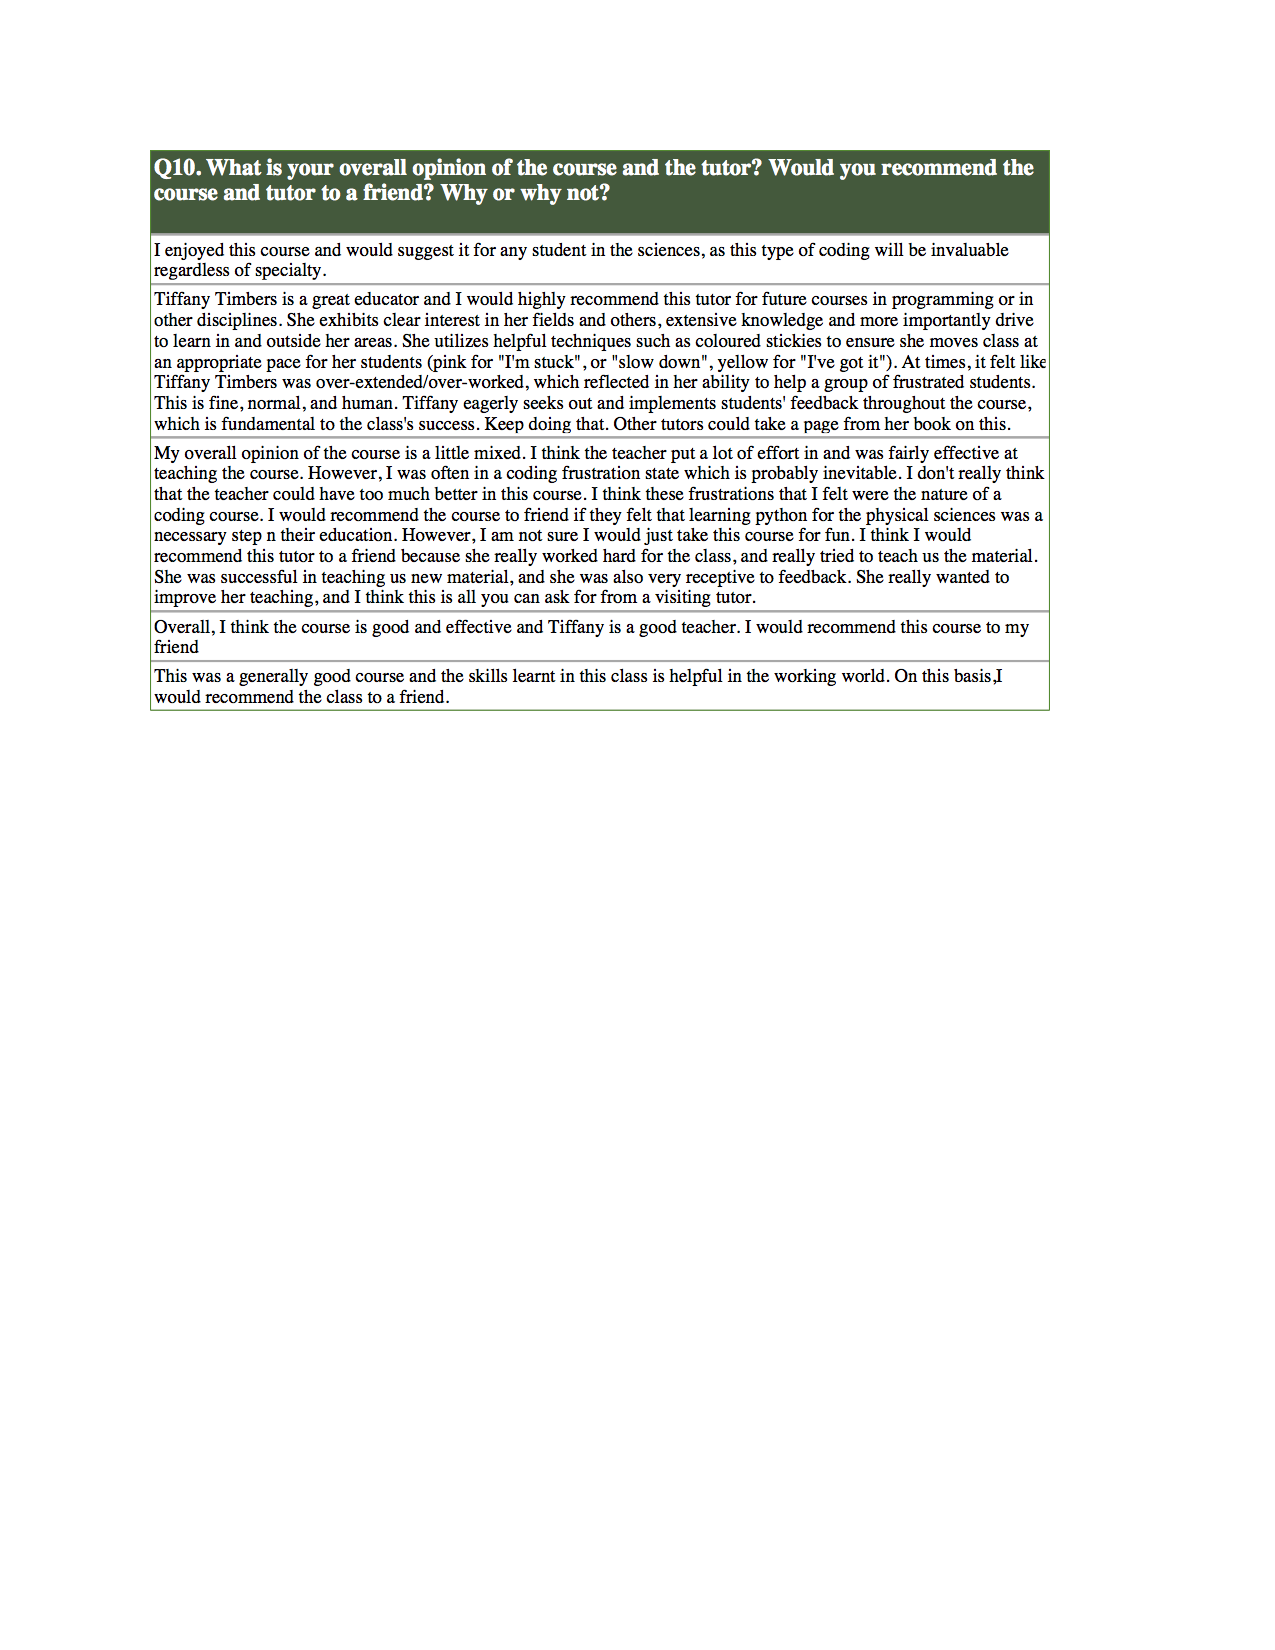 Q10. What is your overall opinion of the course and the tutor? Would you recommend the
course and tutor to a friend? Why or why not?
I enjoyed this course and would suggest it for any student in the sciences, as this type of coding will be invaluable
regardless of specialty.
Tiffany Timbers is a great educator and I would highly recommend this tutor for future courses in programming or in
other disciplines. She exhibits clear interest in her fields and others, extensive knowledge and more importantly drive
to learn in and outside her areas. She utilizes helpful techniques such as coloured stickies to ensure she moves class at
an appropriate pace for her students (pink for "I'm stuck", or "slow down", yellow for "I've got it"). At times, it felt like
Tiffany Timbers was over-extended/over-worked, which reflected in her ability to help a group of frustrated students.
This is fine, normal, and human. Tiffany eagerly seeks out and implements students' feedback throughout the course,
which is fundamental to the class's success. Keep doing that. Other tutors could take a page from her book on this.
My overall opinion of the course is a little mixed. I think the teacher put a lot of effort in and was fairly effective at
teaching the course. However, I was often in a coding frustration state which is probably inevitable. I don't really think
that the teacher could have too much better in this course. I think these frustrations that I felt were the nature of a
coding course. I would recommend the course to friend if they felt that learning python for the physical sciences was a
necessary step n their education. However, I am not sure I would just take this course for fun. I think I would
recommend this tutor to a friend because she really worked hard for the class, and really tried to teach us the material.
She was successful in teaching us new material, and she was also very receptive to feedback. She really wanted to
improve her teaching, and I think this is all you can ask for from a visiting tutor.
Overall, I think the course is good and effective and Tiffany is a good teacher. I would recommend this course to my
friend
This was a generally good course and the skills learnt in this class is helpful in the working world. On this basis,I
would recommend the class to a friend.